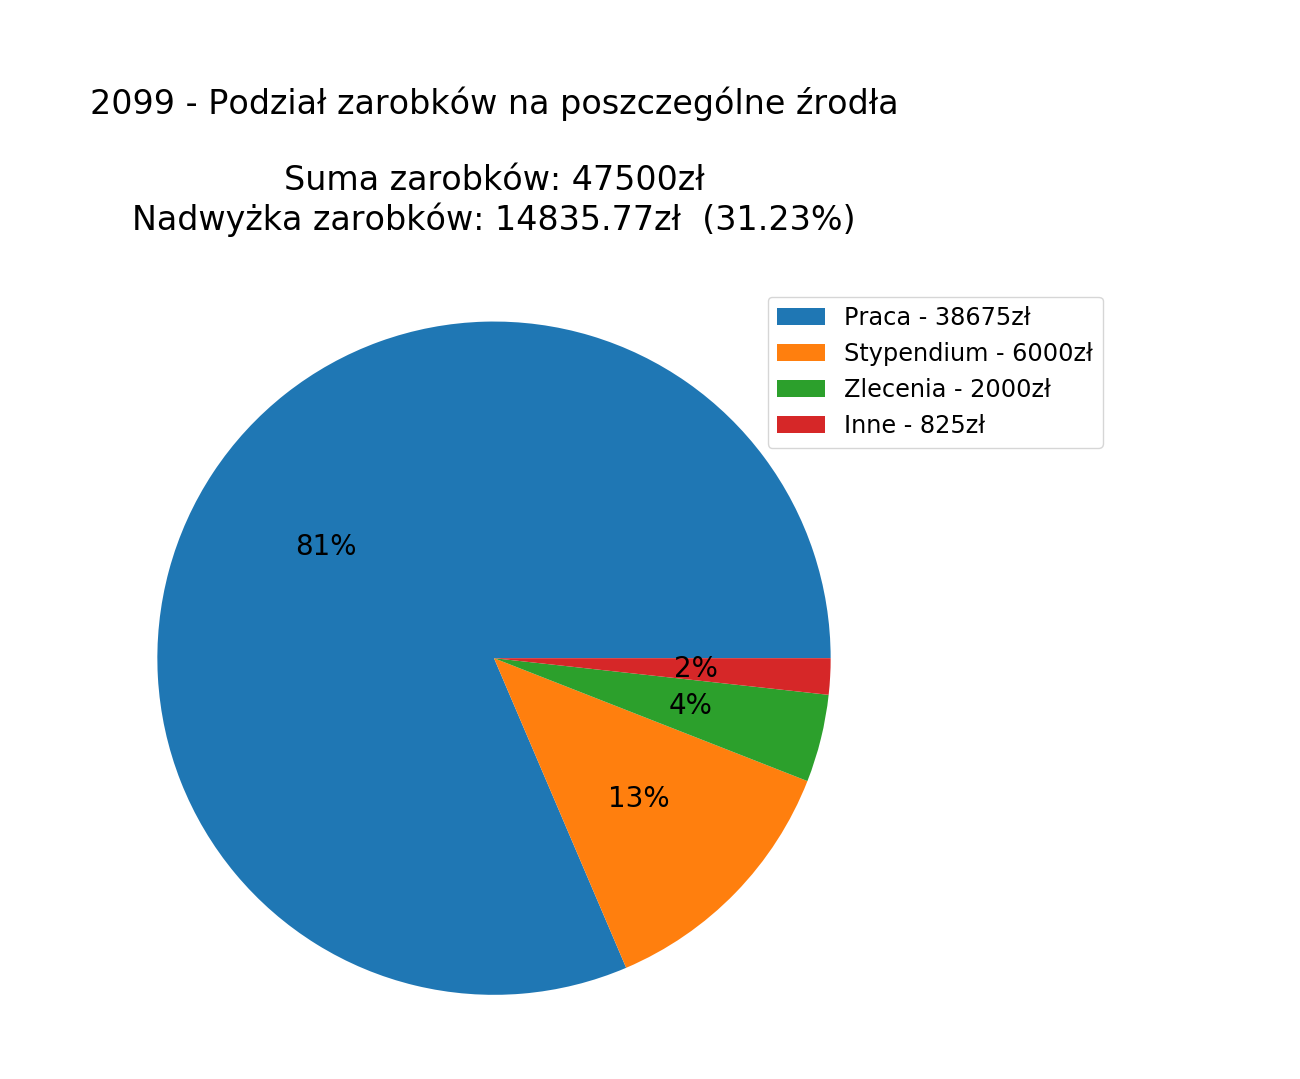 2099 - Podział zarobków na poszczególne źrodła
Suma zarobków: 47500zł
Nadwyżka zarobków: 14835.77zł  (31.23%)
Praca - 38675zł
Stypendium - 6000zł
Zlecenia - 2000zł
Inne - 825zł
81%
2%
4%
13%